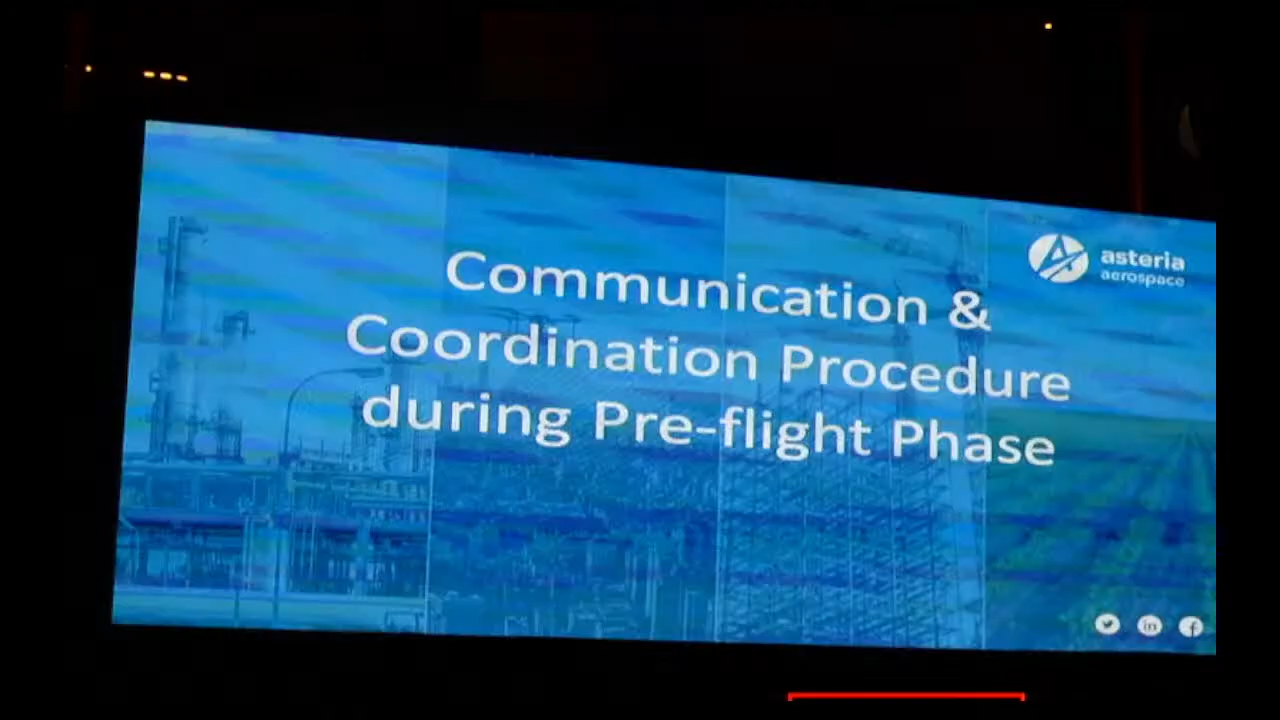 asteria
aerospace
Communication &
Coordination Procedure
during Pre-flight Phase